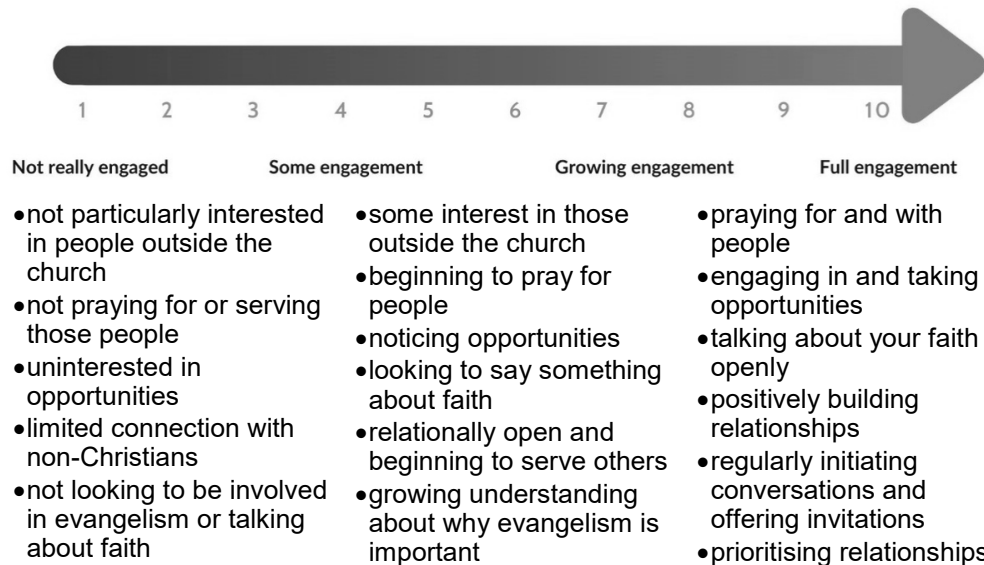 1 2 3 4 5 6 7 8 9 10
Not really engaged Some engagement Growing engagement Full engagement
•not particularly interested
in people outside the
church
•not praying for or serving
those people
•uninterested in
opportunities
•limited connection with
non-Christians
•not looking to be involved
in evangelism or talking
about faith
•some interest in those
outside the church
•beginning to pray for
people
•noticing opportunities
•looking to say something
about faith
•relationally open and
beginning to serve others
•growing understanding
about why evangelism is
important
•praying for and with
people
•engaging in and taking
opportunities
•talking about your faith
openly
•positively building
relationships
•regularly initiating
conversations and
offering invitations
•prioritising relationships